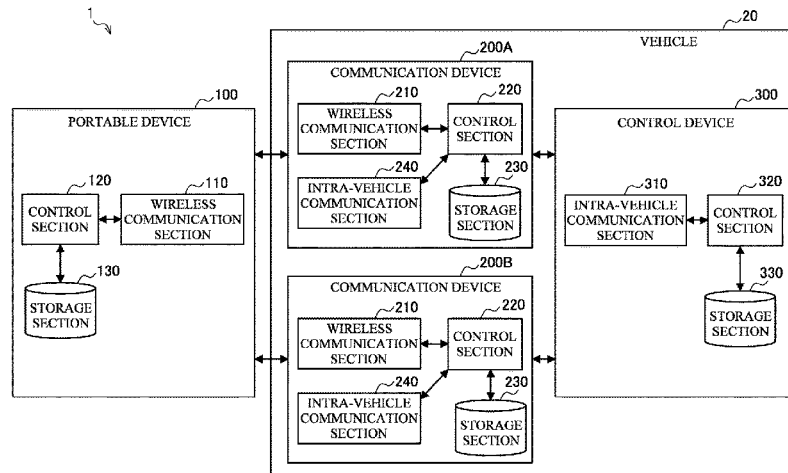 1
20
VEHICLE
100
PORTABLE DEVICE
120
CONTROL
SECTION
110
WIRELESS
COMMUNICATION
SECTION
130
STORAGE
SECTION
200A
COMMUNICATION DEVICE
210
WIRELESS
COMMUNICATION
SECTION
220
CONTROL
SECTION
240
INTRA-VEHICLE
COMMUNICATION
SECTION
230
STORAGE
SECTION
200B
COMMUNICATION DEVICE
210
WIRELESS
COMMUNICATION
SECTION
220
CONTROL
SECTION
240
INTRA-VEHICLE
COMMUNICATION
SECTION
230
STORAGE
SECTION
300
CONTROL DEVICE
310
INTRA-VEHICLE
COMMUNICATION
SECTION
320
CONTROL
SECTION
330
STORAGE
SECTION